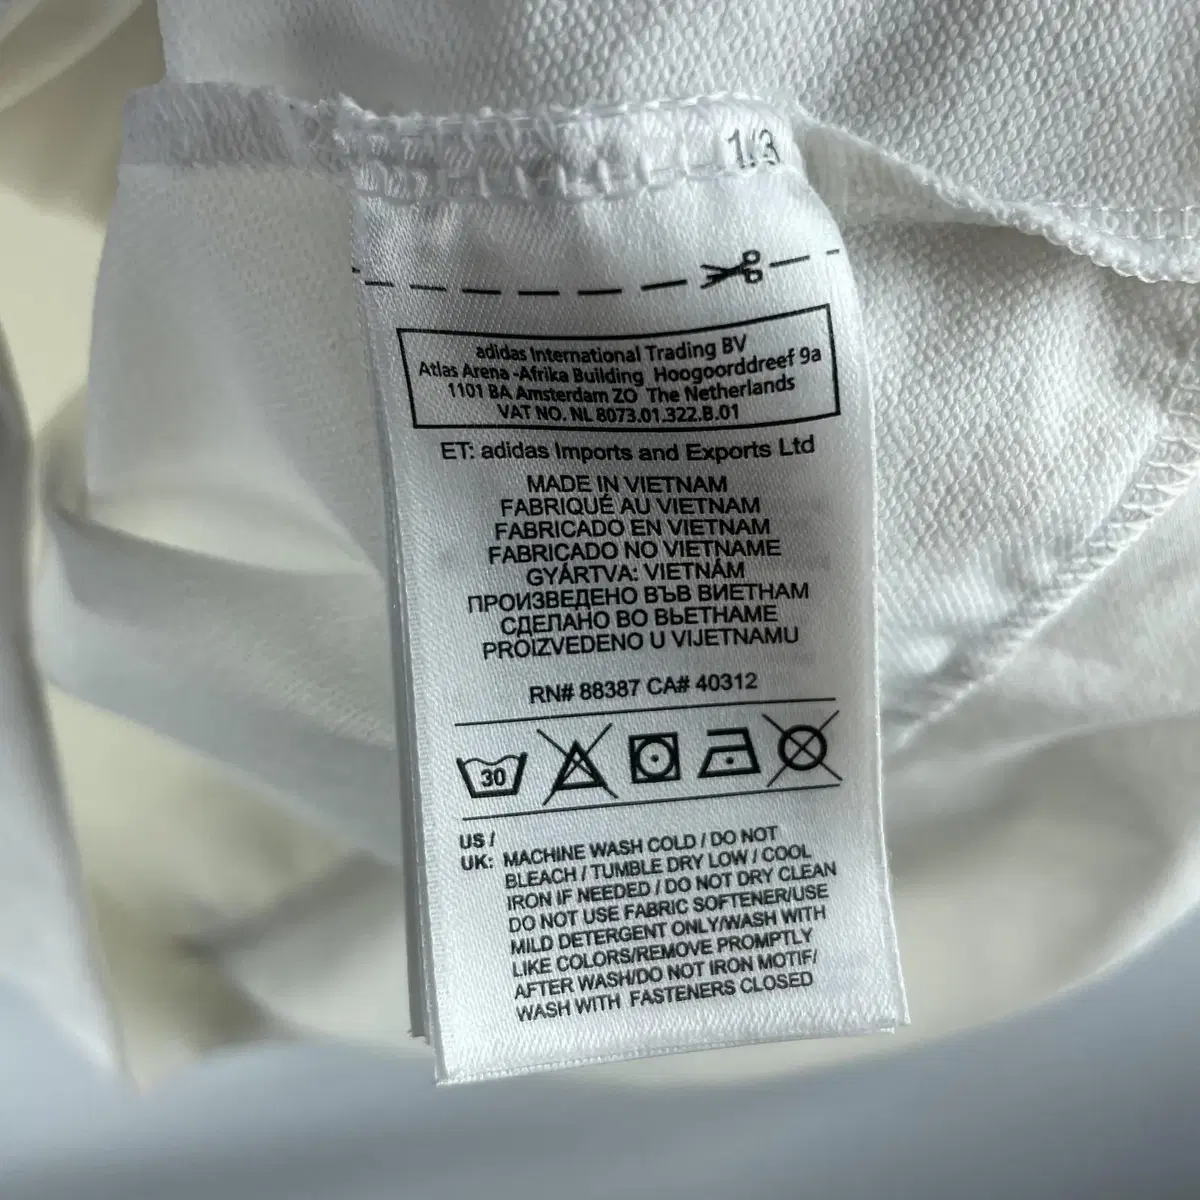 1/3
adidas International Trading BV
Atlas Arena -Afrika Building Hoogoorddreef 9a
1101 BA Amsterdam ZO The Netherlands
VAT NO. NL 8073.01.322.B.01
ET: adidas Imports and Exports Ltd
MADE IN VIETNAM
FABRIQUÉ AU VIETNAM
FABRICADO EN VIETNAM
FABRICADO NO VIETNAME
GYÁRTVA: VIETNÁM
ПРОИЗВЕДЕНО ВЪВ ВИЕТНАМ
СДЕЛАНО ВО ВЬЕТНАМЕ
PROIZVEDENO U VIJETNAMU
RN# 88387 CA# 40312
30
US /
UK: MACHINE WASH COLD / DO NOT
BLEACH / TUMBLE DRY LOW / COOL
IRON IF NEEDED / DO NOT DRY CLEAN
DO NOT USE FABRIC SOFTENER/USE
MILD DETERGENT ONLY/WASH WITH
LIKE COLORS/REMOVE PROMPTLY
AFTER WASH/DO NOT IRON MOTIF/
WASH WITH FASTENERS CLOSED